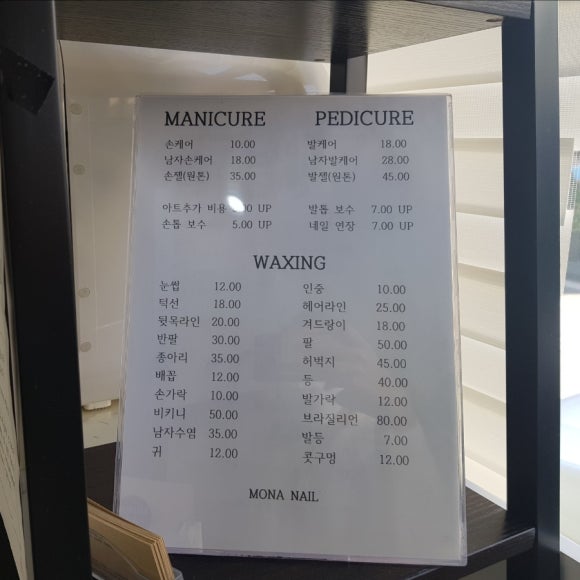 MANICURE
손케어 10.00
남자손케어 18.00
손젤(원톤) 35.00
아트추가 비용 UP
손톱 보수 5.00 UP
PEDICURE
발케어 18.00
남자발케어 28.00
발젤(원톤) 45.00
발톱 보수 7.00 UP
네일 연장 7.00 UP
WAXING
눈썹 12.00
턱선 18.00
뒷목라인 20.00
반팔 30.00
종아리 35.00
배꼽 12.00
손가락 10.00
비키니 50.00
남자수염 35.00
귀 12.00
인중 10.00
헤어라인 25.00
겨드랑이 18.00
팔 50.00
허벅지 45.00
등 40.00
발가락 12.00
브라질리언 80.00
발등 7.00
콧구멍 12.00
MONA NAIL